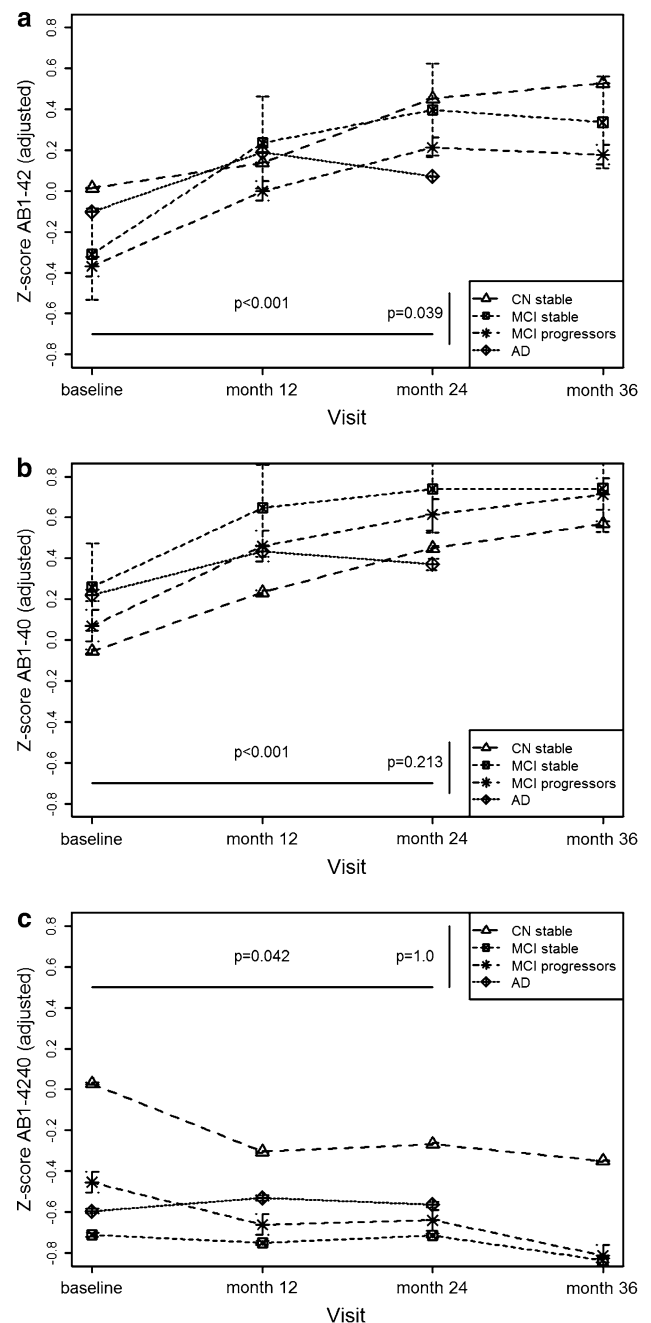 a
Z-score AB1-42 (adjusted)
0.8
0.6
0.4
0.2
0.0
-0.2
-0.4
-0.6
-0.8
p<0.001
p=0.039
CN stable
MCI stable
MCI progressors
AD
baseline
month 12
month 24
month 36
Visit
b
Z-score AB1-40 (adjusted)
0.8
0.6
0.4
0.2
0.0
-0.2
-0.4
-0.6
-0.8
p<0.001
p=0.213
CN stable
MCI stable
MCI progressors
AD
baseline
month 12
month 24
month 36
Visit
c
Z-score AB1-4240 (adjusted)
0.8
0.6
0.4
0.2
0.0
-0.2
-0.4
-0.6
-0.8
p=0.042
p=1.0
CN stable
MCI stable
MCI progressors
AD
baseline
month 12
month 24
month 36
Visit